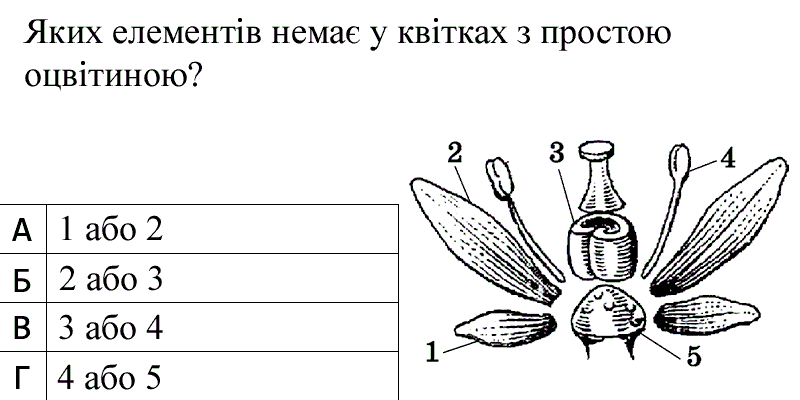 Яких елементів немає у квітках з простою
оцвітиною?
А 1 або 2
Б 2 або 3
В 3 або 4
Г 4 або 5
2 3 4
1 5